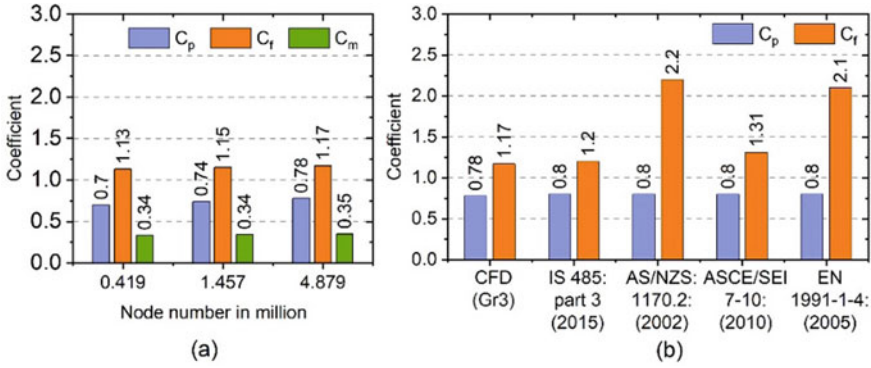 3.0
2.5
2.0
1.5
1.0
0.5
0.0
Coefficient
Cp Cf Cm
0.7
1.13
0.34
0.74
1.15
0.34
0.78
1.17
0.35
0.419 1.457 4.879
Node number in million
(a)
3.0
2.5
2.0
1.5
1.0
0.5
0.0
Coefficient
Cp Cf
0.78
1.17
0.8
1.2
0.8
2.2
0.8
1.31
0.8
2.1
CFD
(Gr3)
IS 485:
part 3
(2015)
AS/NZS:
1170.2:
(2002)
ASCE/SEI
7-10:
(2010)
EN
1991-1-4:
(2005)
(b)